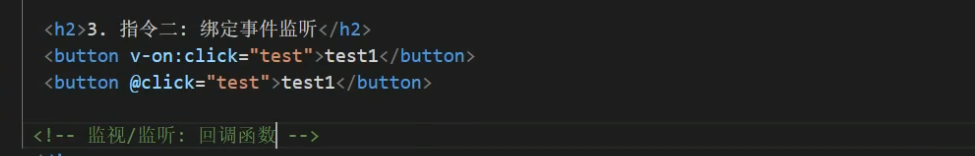 <h2>3. 指令二: 绑定事件监听</h2>
<button v-on:click="test">test1</button>
<button @click="test">test1</button>
<!-- 监视/监听: 回调函数 -->